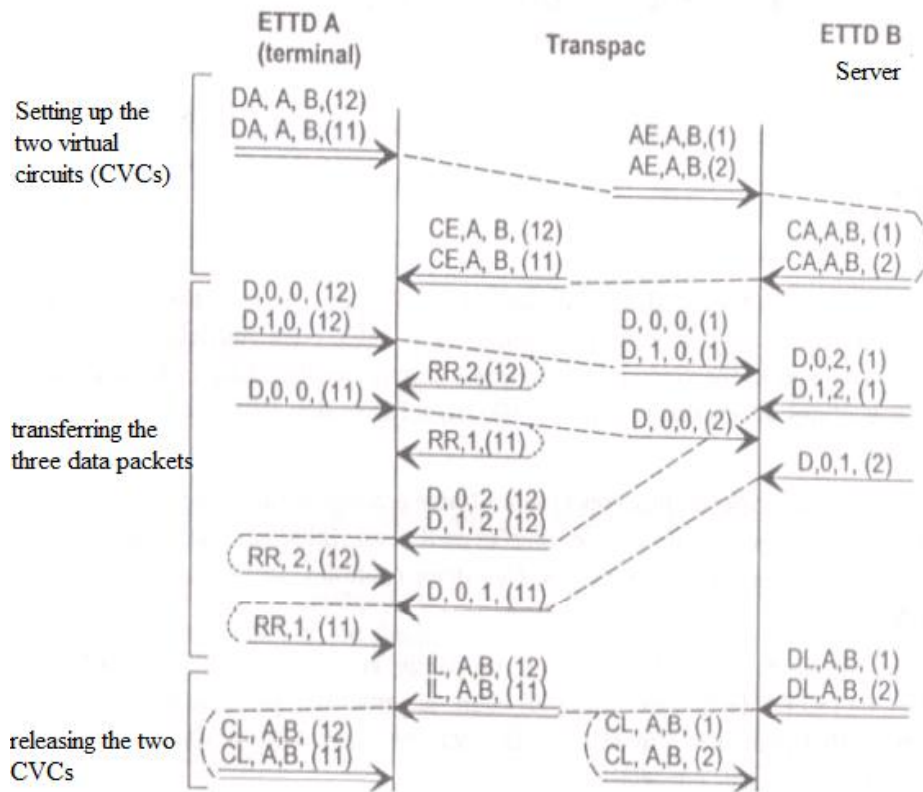 ETTD A
(terminal)
Transpac
ETTD B
Server
Setting up the
two virtual
circuits (CVCs)
DA, A, B,(12)
DA, A, B,(11)
AE,A,B,(1)
AE,A,B,(2)
CE,A, B, (12)
CE,A, B, (11)
CA,A,B, (1)
CA,A,B, (2)
D,0, 0, (12)
D,1,0, (12)
D, 0, 0, (1)
D, 1, 0, (1)
D,0,2, (1)
D,1,2, (1)
RR,2,(12)
D,0,0, (11)
D, 0,0, (2)
RR,1,(11)
transferring the
three data packets
D,0,1, (2)
D, 0, 2, (12)
D, 1, 2, (12)
RR, 2, (12)
D, 0, 1, (11)
RR,1, (11)
IL, A,B, (12)
IL, A,B, (11)
DL,A,B, (1)
DL,A,B, (2)
releasing the two
CVCs
CL, A,B, (12)
CL, A,B, (11)
CL, A,B, (1)
CL, A,B, (2)